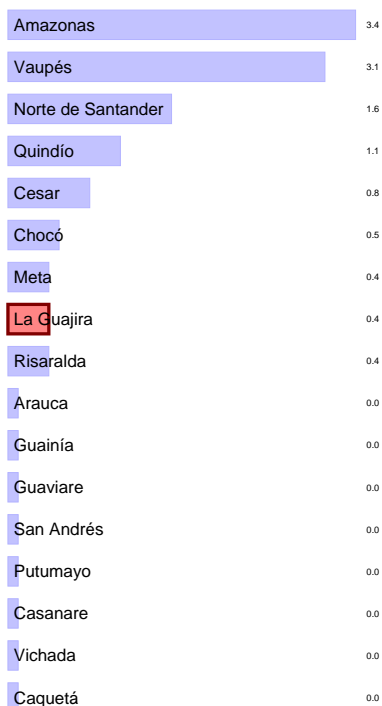 Amazonas 3.4
Vaupés 3.1
Norte de Santander 1.6
Quindío 1.1
Cesar 0.8
Chocó 0.5
Meta 0.4
La Guajira 0.4
Risaralda 0.4
Arauca 0.0
Guainía 0.0
Guaviare 0.0
San Andrés 0.0
Putumayo 0.0
Casanare 0.0
Vichada 0.0
Caquetá 0.0